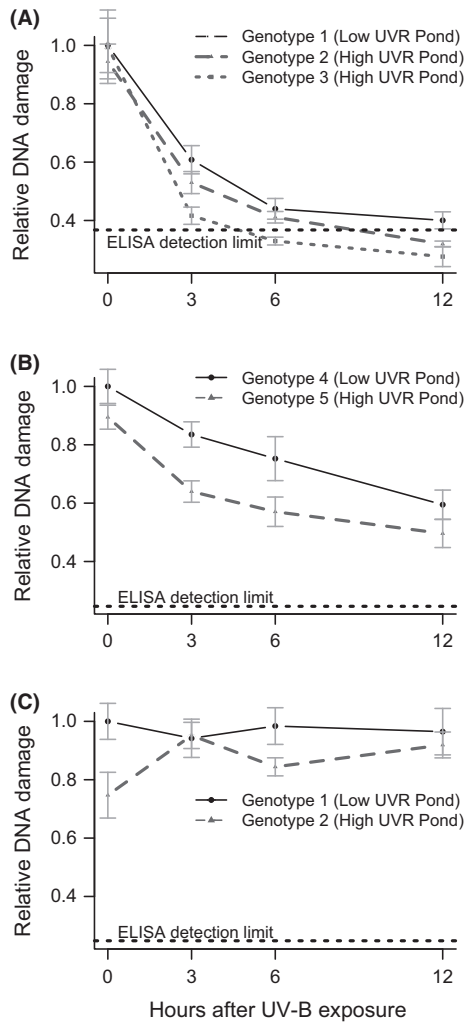 (A)
Relative DNA damage
1.0
0.8
0.6
0.4
Genotype 1 (Low UVR Pond)
Genotype 2 (High UVR Pond)
Genotype 3 (High UVR Pond)
ELISA detection limit
0 3 6 12
(B)
Relative DNA damage
1.0
0.8
0.6
0.4
Genotype 4 (Low UVR Pond)
Genotype 5 (High UVR Pond)
ELISA detection limit
0 3 6 12
(C)
Relative DNA damage
1.0
0.8
0.6
0.4
Genotype 1 (Low UVR Pond)
Genotype 2 (High UVR Pond)
ELISA detection limit
0 3 6 12
Hours after UV-B exposure